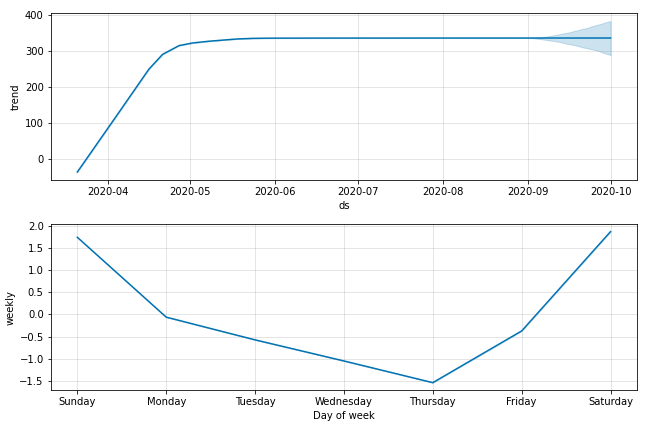 400
300
200
100
0
trend
2020-04 2020-05 2020-06 2020-07 2020-08 2020-09 2020-10
ds
2.0
1.5
1.0
0.5
0.0
−0.5
−1.0
−1.5
weekly
Sunday Monday Tuesday Wednesday Thursday Friday Saturday
Day of week